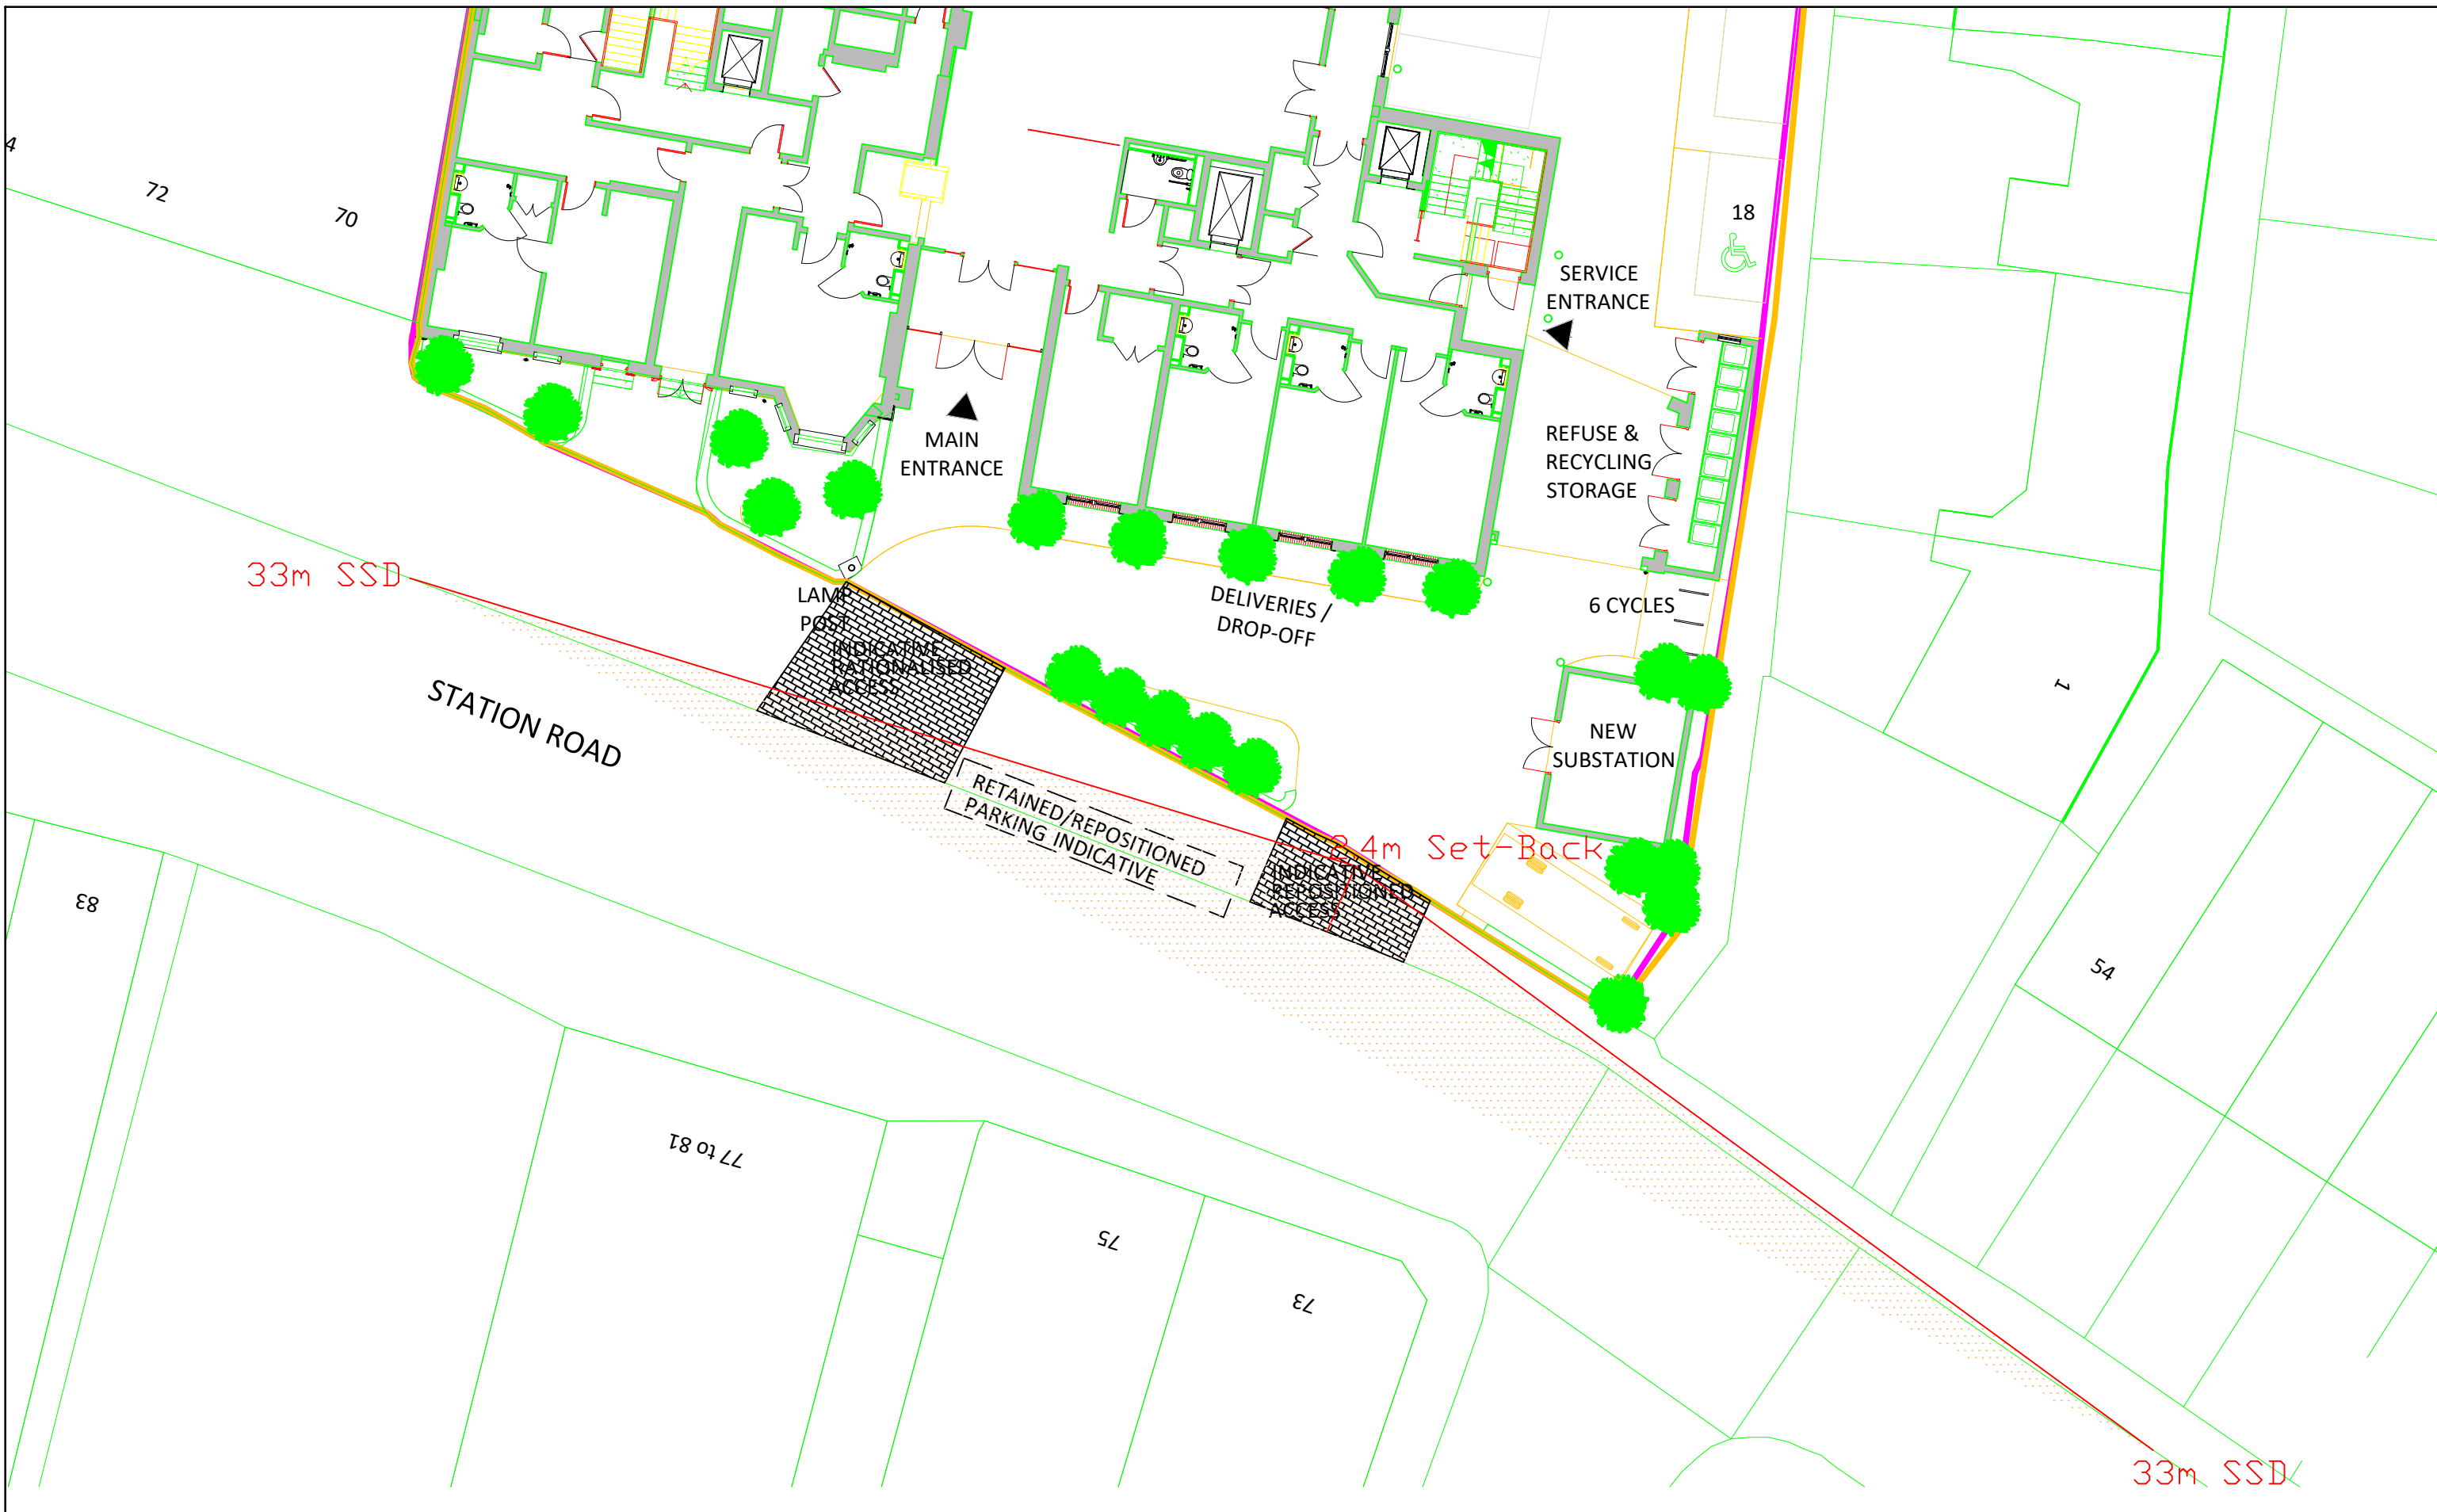 4
72
70
18
SERVICE
ENTRANCE
MAIN
ENTRANCE
REFUSE &
RECYCLING
STORAGE
33m SSD
LAMP
POST
DELIVERIES /
DROP-OFF
6 CYCLES
INDICATIVE
RATIONALISED
ACCESS
1
STATION ROAD
NEW
SUBSTATION
RETAINED/REPOSITIONED
PARKING INDICATIVE
2.4m Set-Back
INDICATIVE
REPOSITIONED
ACCESS
83
54
77 to 81
75
73
33m SSD